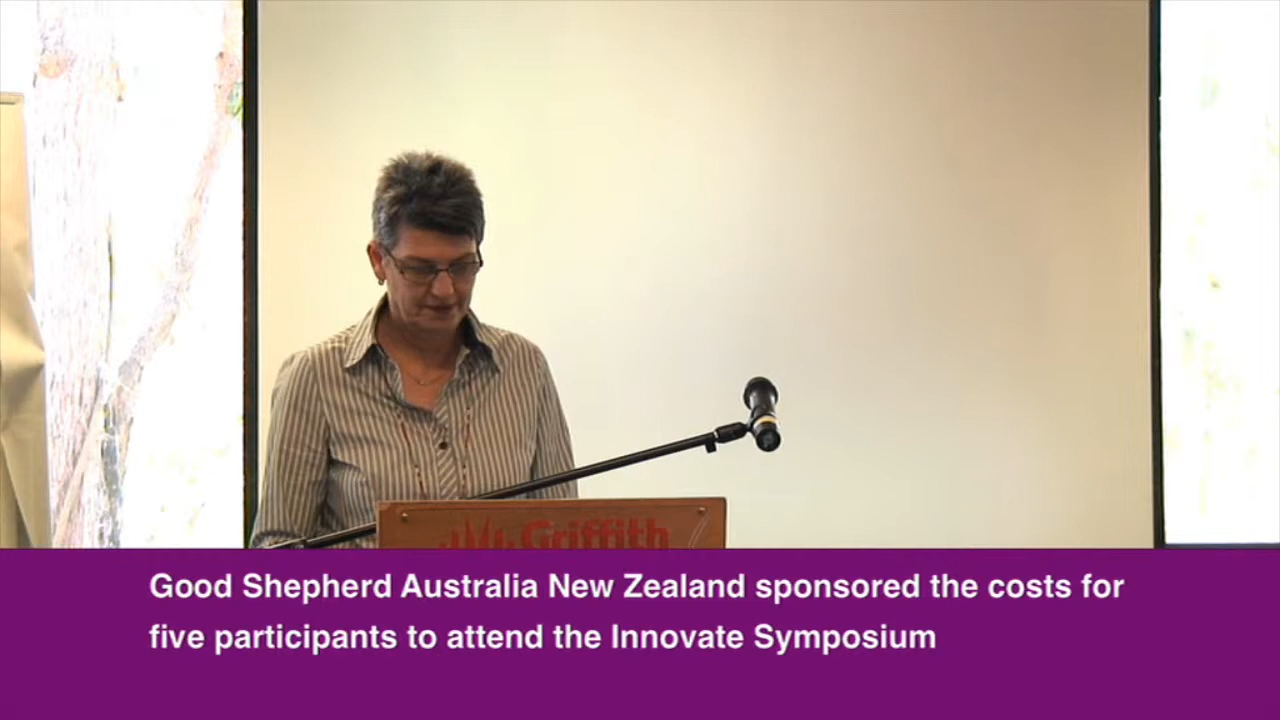 Griffith
Good Shepherd Australia New Zealand sponsored the costs for
five participants to attend the Innovate Symposium